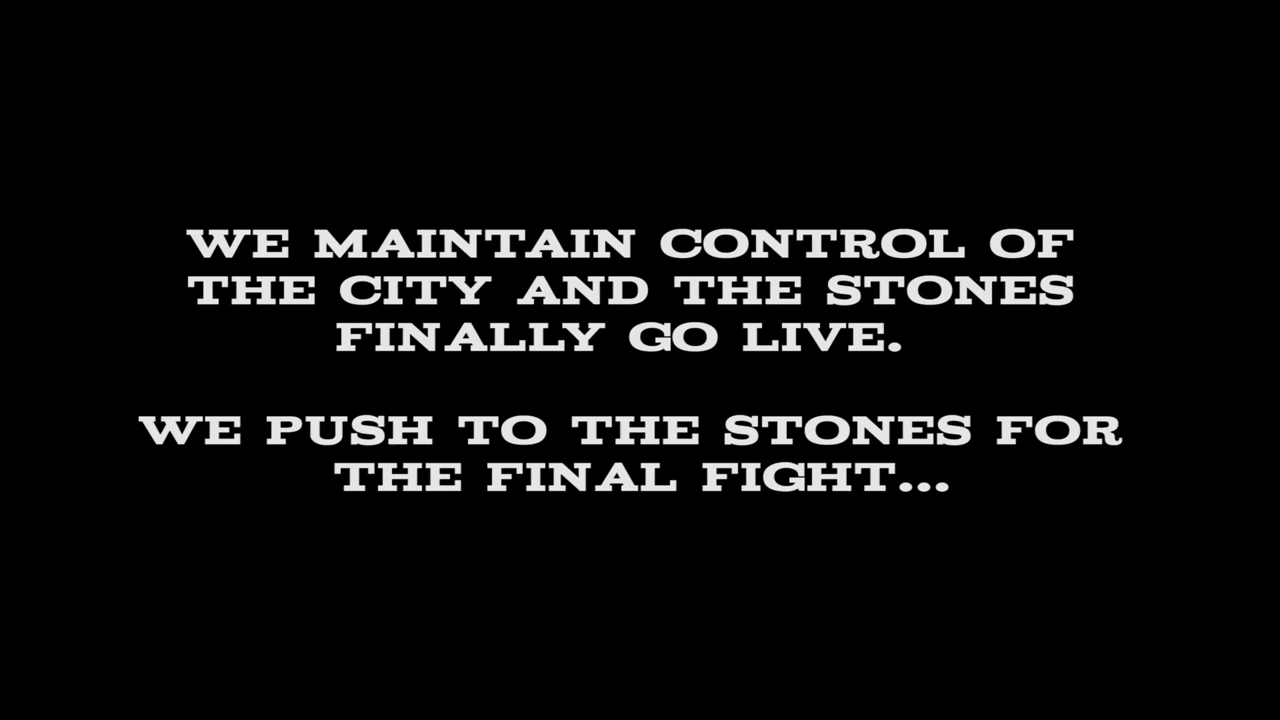 WE MAINTAIN CONTROL OF
THE CITY AND THE STONES
FINALLY GO LIVE.
WE PUSH TO THE STONES FOR
THE FINAL FIGHT...